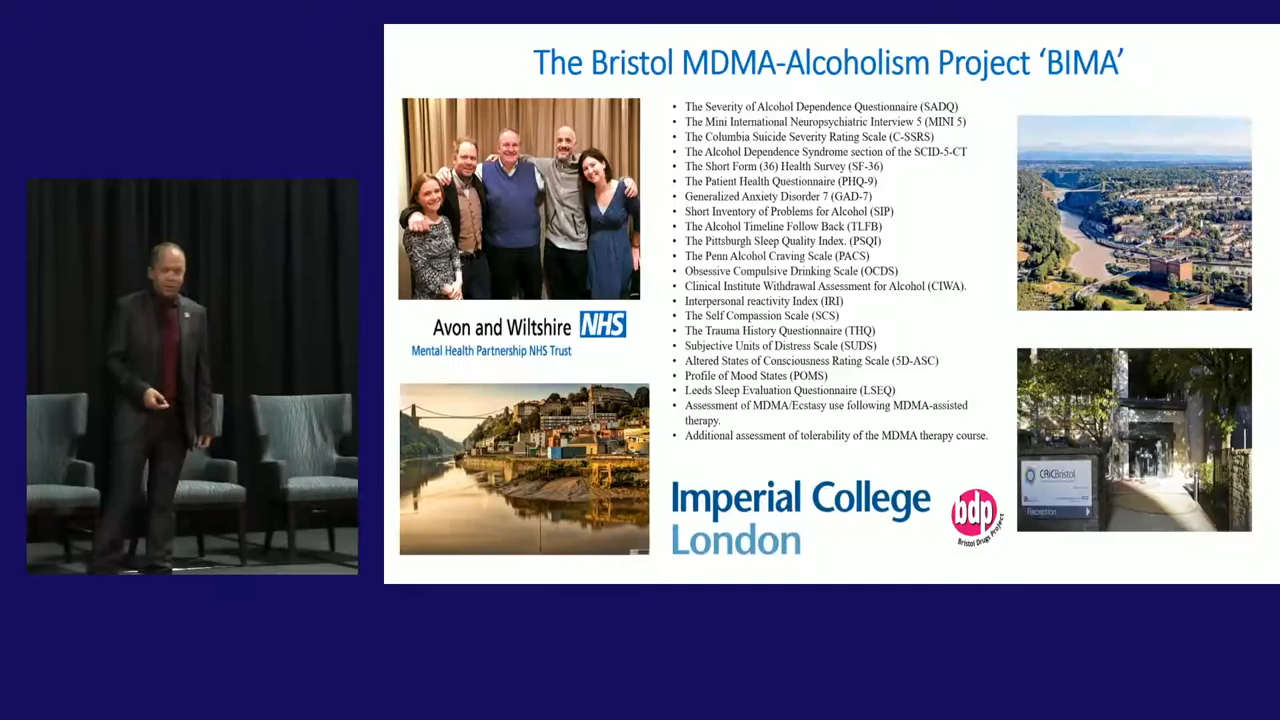 The Bristol MDMA-Alcoholism Project ‘BIMA’
Avon and Wiltshire NHS
Mental Health Partnership NHS Trust
• The Severity of Alcohol Dependence Questionnaire (SADQ)
• The Mini International Neuropsychiatric Interview 5 (MINI 5)
• The Columbia Suicide Severity Rating Scale (C-SSRS)
• The Alcohol Dependence Syndrome section of the SCID-5-CT
• The Short Form (36) Health Survey (SF-36)
• The Patient Health Questionnaire (PHQ-9)
• Generalized Anxiety Disorder 7 (GAD-7)
• Short Inventory of Problems for Alcohol (SIP)
• The Alcohol Timeline Follow Back (TLFB)
• The Pittsburgh Sleep Quality Index. (PSQI)
• The Penn Alcohol Craving Scale (PACS)
• Obsessive Compulsive Drinking Scale (OCDS)
• Clinical Institute Withdrawal Assessment for Alcohol (CIWA).
• Interpersonal reactivity Index (IRI)
• The Self Compassion Scale (SCS)
• The Trauma History Questionnaire (THQ)
• Subjective Units of Distress Scale (SUDS)
• Altered States of Consciousness Rating Scale (5D-ASC)
• Profile of Mood States (POMS)
• Leeds Sleep Evaluation Questionnaire (LSEQ)
• Assessment of MDMA/Ecstasy use following MDMA-assisted
therapy.
• Additional assessment of tolerability of the MDMA therapy course.
Imperial College
London
bdp
Bristol Drugs Project
CRiCBristol
Reception